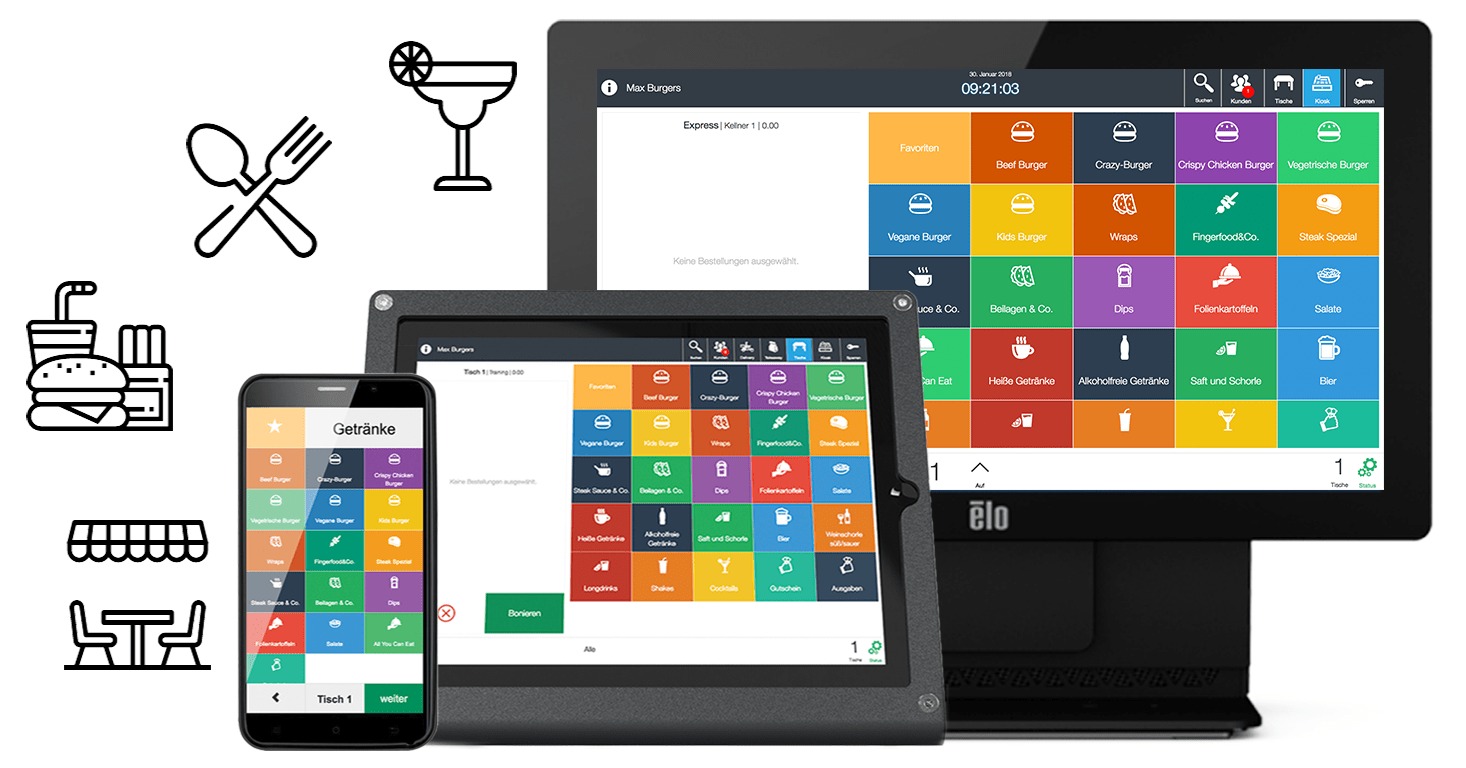 Max Burgers
30. Januar 2018
09:21:03
Suchen
Kunden
1
Tische
Kiosk
Sperren
Express | Kellner 1 | 0.00
Keine Bestellungen ausgewählt.
Favoriten
Beef Burger
Crazy-Burger
Crispy Chicken Burger
Vegetrische Burger
Vegane Burger
Kids Burger
Wraps
Fingerfood&Co.
Steak Spezial
uce & Co.
Beilagen & Co.
Dips
Folienkartoffeln
Salate
Can Eat
Heiße Getränke
Alkoholfreie Getränke
Saft und Schorle
Bier
1
Auf
1
Tische
Status
elo
Max Burgers
Suchen
Kunden
Delivery
Takeaway
Tische
Kiosk
Sperren
Tisch 1 | Training | 0.00
Keine Bestellungen ausgewählt.
Favoriten
Beef Burger
Crazy-Burger
Crispy Chicken
Burger
Vegetrische Burger
Vegane Burger
Kids Burger
Wraps
Fingerfood&Co.
Steak Spezial
Steak Sauce & Co.
Beilagen & Co.
Dips
Folienkartoffeln
Salate
Heiße Getränke
Alkoholfreie
Getränke
Saft und Schorle
Bier
Weinschorle
süß/sauer
Longdrinks
Shakes
Cocktails
Gutschein
Ausgaben
Bonieren
Alle
1
Tische
Status
Getränke
Beef Burger
Crazy-Burger
Crispy Chicken
Burger
Vegetrische Burger
Vegane Burger
Kids Burger
Wraps
Fingerfood&Co.
Steak Spezial
Steak Sauce & Co.
Beilagen & Co.
Dips
Folienkartoffeln
Salate
All You Can Eat
Tisch 1
weiter